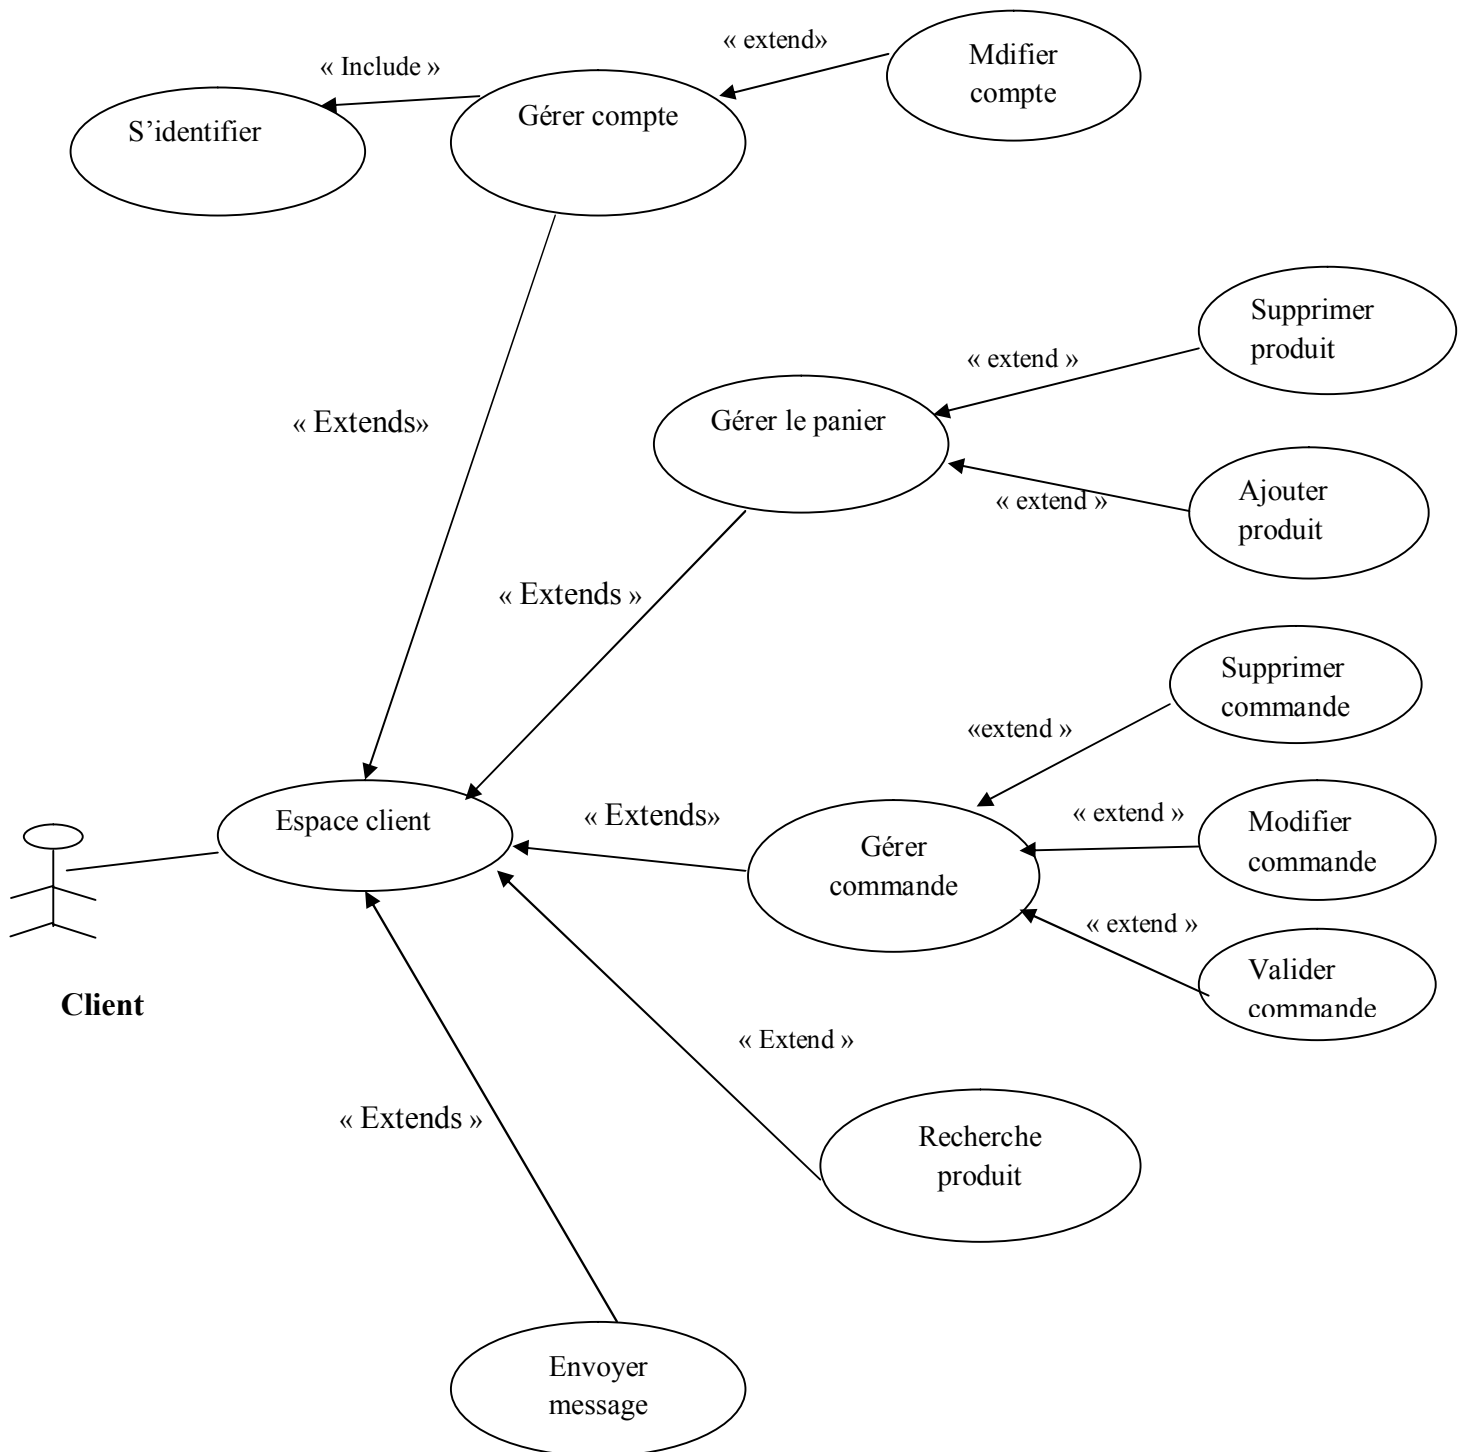 « extend»
Mdifier
compte
« Include »
Gérer compte
S’identifier
Supprimer
produit
« extend »
Gérer le panier
« Extends»
Ajouter
produit
« extend »
« Extends »
Supprimer
commande
«extend »
« Extends»
« extend »
Modifier
commande
Espace client
Gérer
commande
« extend »
Valider
commande
Client
« Extend »
« Extends »
Recherche
produit
Envoyer
message